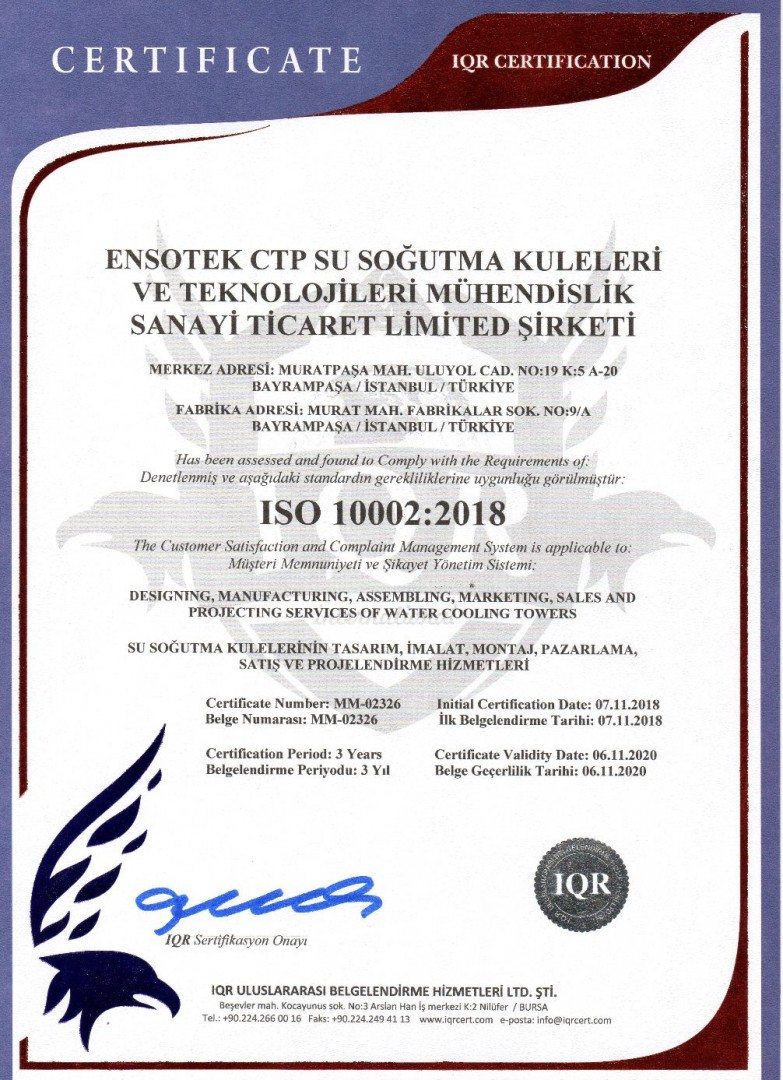 CERTIFICATE
IQR CERTIFICATION
ENSOTEK CTP SU SOĞUTMA KULELERİ
VE TEKNOLOJİLERİ MÜHENDİSLİK
SANAYİ TİCARET LİMİTED ŞİRKETİ
MERKEZ ADRESİ: MURATPAŞA MAH. ULUYOL CAD. NO:19 K:5 A-20
BAYRAMPAŞA / İSTANBUL / TÜRKİYE
FABRİKA ADRESİ: MURAT MAH. FABRİKALAR SOK. NO:9/A
BAYRAMPAŞA / İSTANBUL / TÜRKİYE
Has been assessed and found to Comply with the Requirements of:
Denetlenmiş ve aşağıdaki standardın gerekliliklerine uygunluğu görülmüştür:
ISO 10002:2018
The Customer Satisfaction and Complaint Management System is applicable to:
Müşteri Memnuniyeti ve Şikayet Yönetim Sistemi:
DESIGNING, MANUFACTURING, ASSEMBLING, MARKETING, SALES AND
PROJECTING SERVICES OF WATER COOLING TOWERS
SU SOĞUTMA KULELERİNİN TASARIM, İMALAT, MONTAJ, PAZARLAMA,
SATIŞ VE PROJELENDİRME HİZMETLERİ
Certificate Number: MM-02326 Initial Certification Date: 07.11.2018
Belge Numarası: MM-02326 İlk Belgelendirme Tarihi: 07.11.2018
Certification Period: 3 Years Certificate Validity Date: 06.11.2020
Belgelendirme Periyodu: 3 Yıl Belge Geçerlilik Tarihi: 06.11.2020
IQR
IQR Sertifikasyon Onayı
IQR ULUSLARARASI BELGELENDİRME HİZMETLERİ LTD. ŞTİ.
Beşevler mah. Kocayunus sok. No:3 Arslan Han İş merkezi K:2 Nilüfer / BURSA
Tel.: +90.224.266 00 16 Faks: +90.224.249 41 13 www.iqrcert.com e-posta: info@iqrcert.com